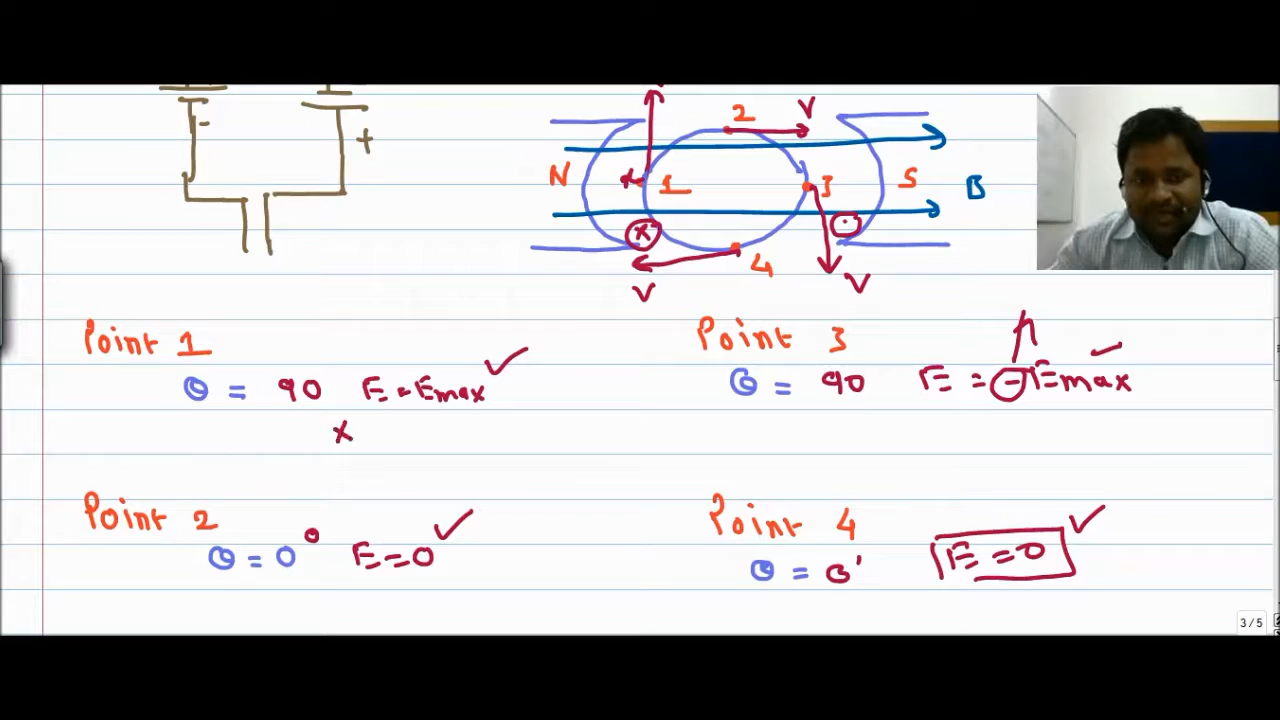 -
+
N
x
1
2
V
3
S
B
x
4
V
V
Point 1
θ = 90 E = Emax
x
Point 3
θ = 90 E = -Emax
Point 2
θ = 0° E = 0
Point 4
θ = 0' E = 0
3/5